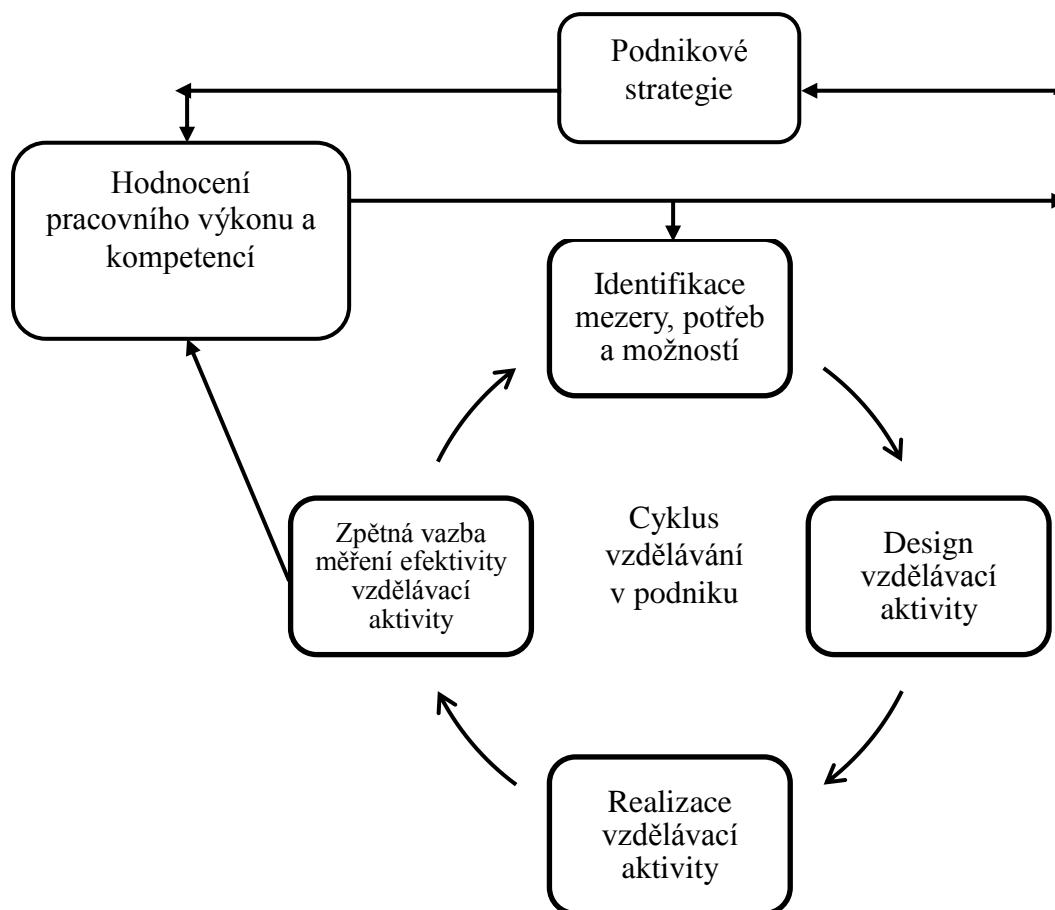 Podnikové
strategie
Hodnocení
pracovního výkonu a
kompetencí
Identifikace
mezery, potřeb
a možností
Zpětná vazba
měření efektivity
vzdělávací
aktivity
Cyklus
vzdělávání
v podniku
Design
vzdělávací
aktivity
Realizace
vzdělávací
aktivity